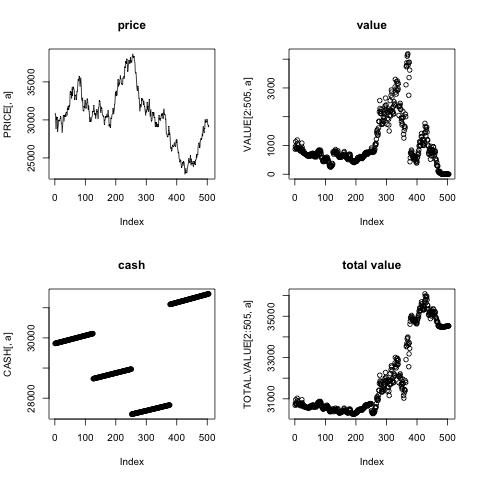 price
PRICE[, a]
25000 30000 35000
0 100 200 300 400 500
Index
value
VALUE[2:505, a]
0 1000 3000
0 100 200 300 400 500
Index
cash
CASH[, a]
28000 30000
0 100 200 300 400 500
Index
total value
TOTAL.VALUE[2:505, a]
31000 33000 35000
0 100 200 300 400 500
Index